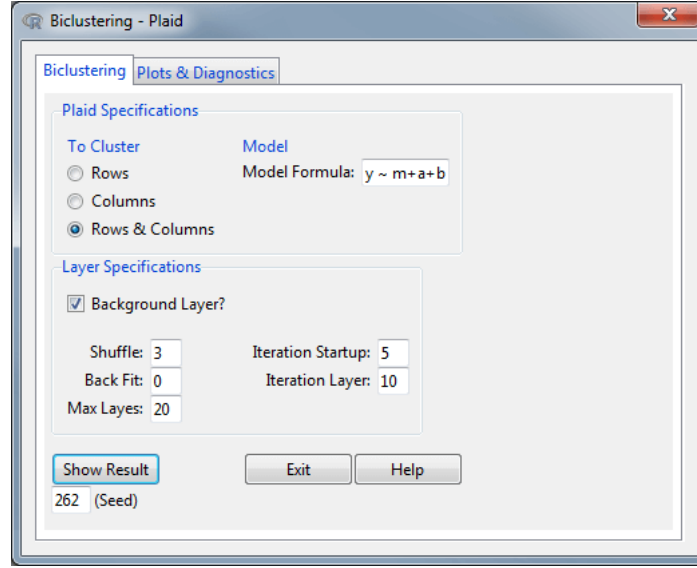 Biclustering - Plaid
Biclustering Plots & Diagnostics
Plaid Specifications
To Cluster Model
Rows Model Formula: y ~ m+a+b
Columns
Rows & Columns
Layer Specifications
Background Layer?
Shuffle: 3 Iteration Startup: 5
Back Fit: 0 Iteration Layer: 10
Max Layes: 20
Show Result Exit Help
262 (Seed)